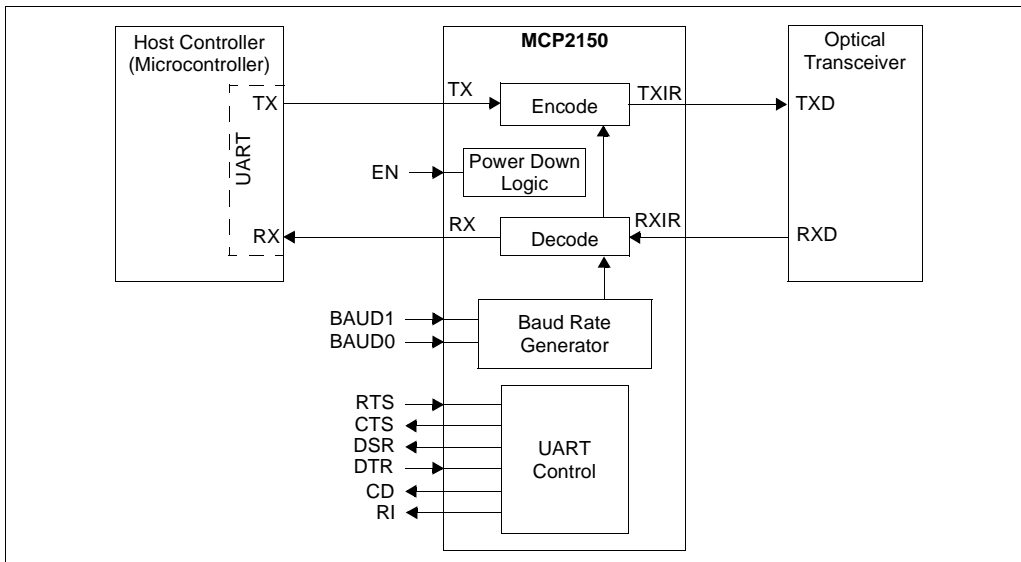 Host Controller
(Microcontroller)
MCP2150
Optical
Transceiver
TX
TX
Encode
TXIR
TXD
UART
EN
Power Down
Logic
RX
RX
Decode
RXIR
RXD
BAUD1
BAUD0
Baud Rate
Generator
RTS
CTS
DSR
DTR
CD
RI
UART
Control